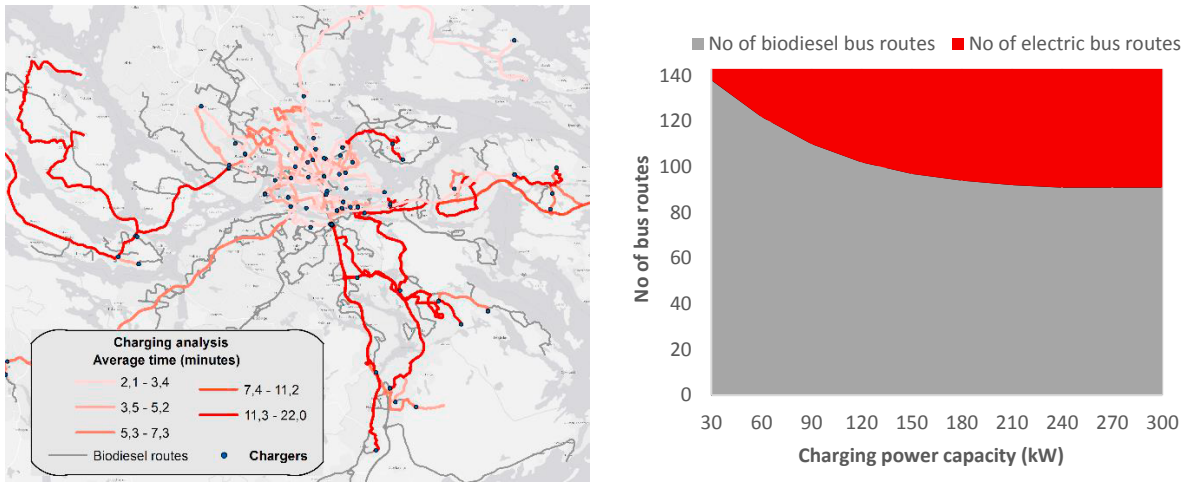 Charging analysis
Average time (minutes)
2,1 - 3,4
3,5 - 5,2
5,3 - 7,3
7,4 - 11,2
11,3 - 22,0
Biodiesel routes
Chargers
No of biodiesel bus routes
No of electric bus routes
No of bus routes
140
120
100
80
60
40
20
0
30 60 90 120 150 180 210 240 270 300
Charging power capacity (kW)